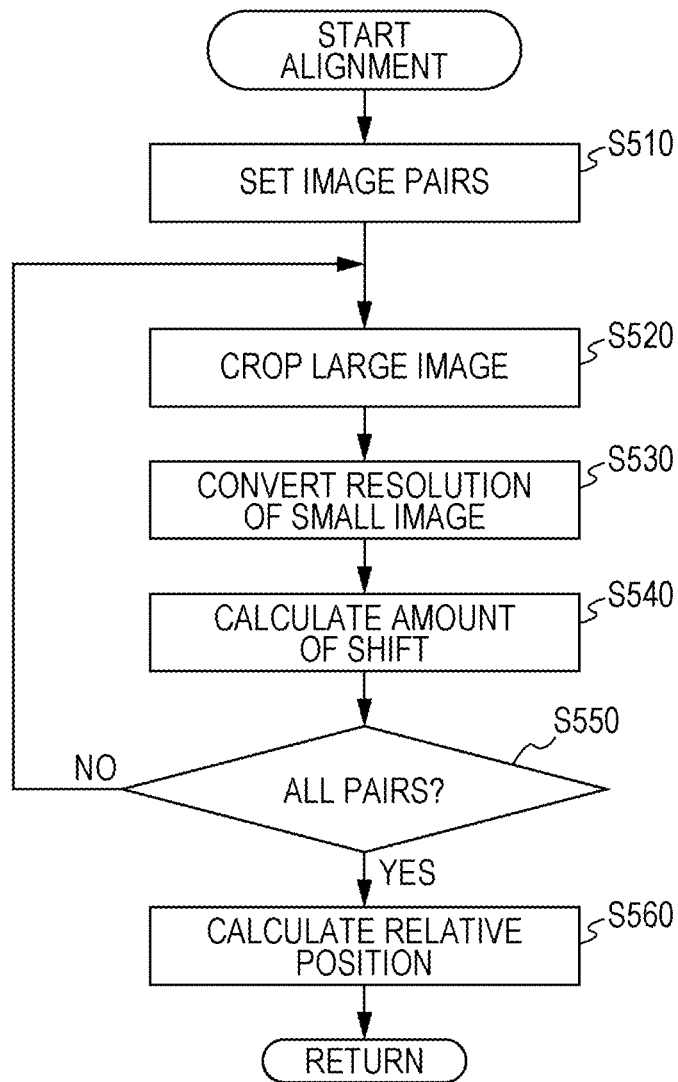 START
ALIGNMENT
S510
SET IMAGE PAIRS
S520
CROP LARGE IMAGE
S530
CONVERT RESOLUTION
OF SMALL IMAGE
S540
CALCULATE AMOUNT
OF SHIFT
S550
NO
ALL PAIRS?
YES
S560
CALCULATE RELATIVE
POSITION
RETURN